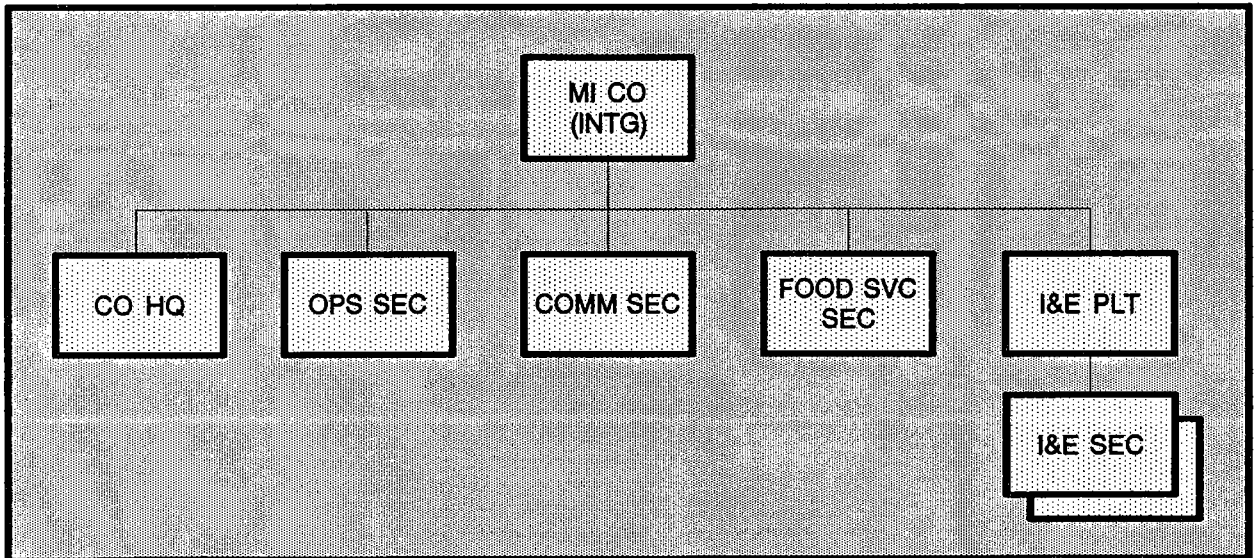 MI CO
(INTG)
CO HQ
OPS SEC
COMM SEC
FOOD SVC
SEC
I&E PLT
I&E SEC